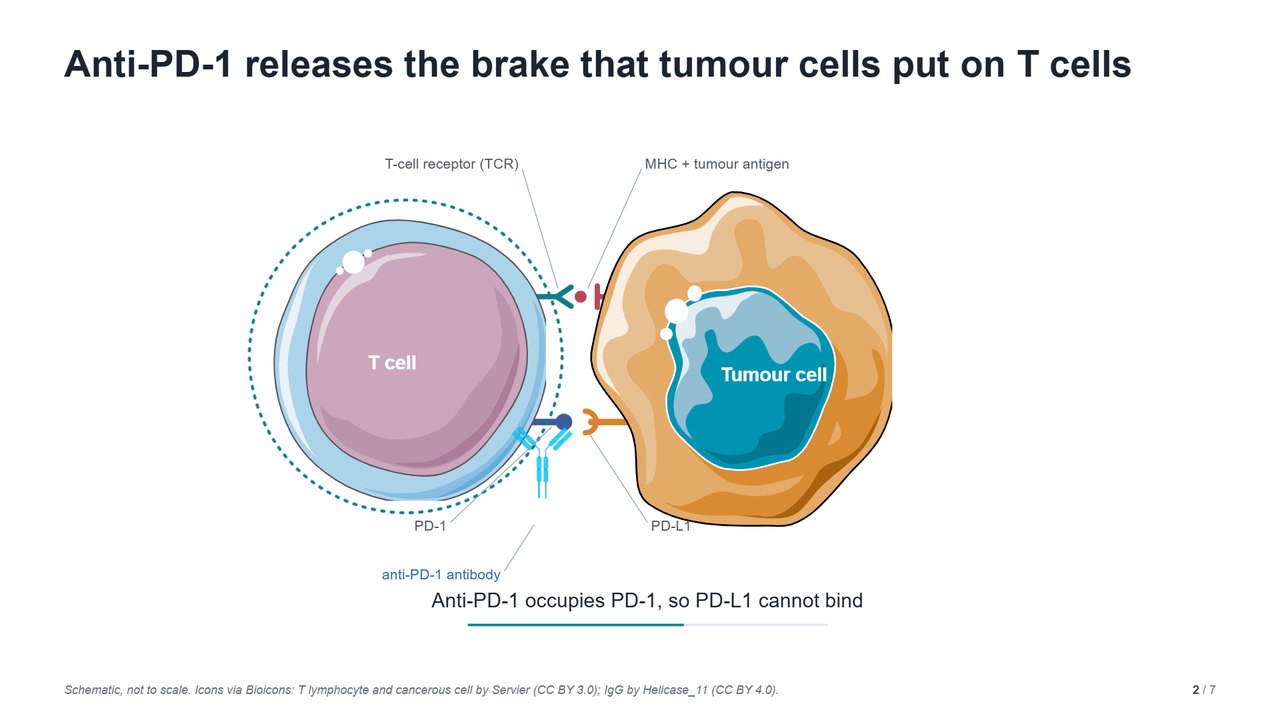 Anti-PD-1 releases the brake that tumour cells put on T cells
T-cell receptor (TCR)
MHC + tumour antigen
T cell
Tumour cell
PD-1
PD-L1
anti-PD-1 antibody
Anti-PD-1 occupies PD-1, so PD-L1 cannot bind
Schematic, not to scale. Icons via Bioicons: T lymphocyte and cancerous cell by Servier (CC BY 3.0); IgG by Helicase_11 (CC BY 4.0).
2 / 7